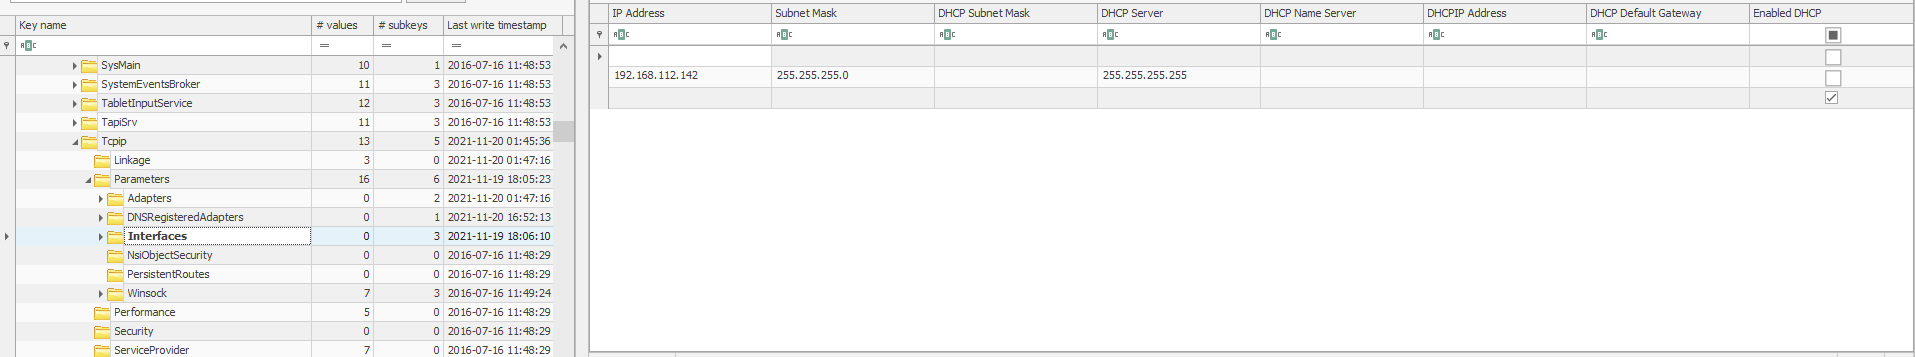 Key name # values # subkeys Last write timestamp
ABC = = =
SysMain 10 1 2016-07-16 11:48:53
SystemEventsBroker 11 3 2016-07-16 11:48:53
TabletInputService 12 3 2016-07-16 11:48:53
TapiSrv 11 3 2016-07-16 11:48:53
Tcpip 13 5 2021-11-20 01:45:36
Linkage 3 0 2021-11-20 01:47:16
Parameters 16 6 2021-11-19 18:05:23
Adapters 0 2 2021-11-20 01:47:16
DNSRegisteredAdapters 0 1 2021-11-20 16:52:13
Interfaces 0 3 2021-11-19 18:06:10
NsiObjectSecurity 0 0 2016-07-16 11:48:29
PersistentRoutes 0 0 2016-07-16 11:48:29
Winsock 7 3 2016-07-16 11:49:24
Performance 5 0 2016-07-16 11:48:29
Security 0 0 2016-07-16 11:48:29
ServiceProvider 7 0 2016-07-16 11:48:29
IP Address Subnet Mask DHCP Subnet Mask DHCP Server DHCP Name Server DHCPIP Address DHCP Default Gateway Enabled DHCP
ABC ABC ABC ABC ABC ABC ABC
192.168.112.142 255.255.255.0 255.255.255.255